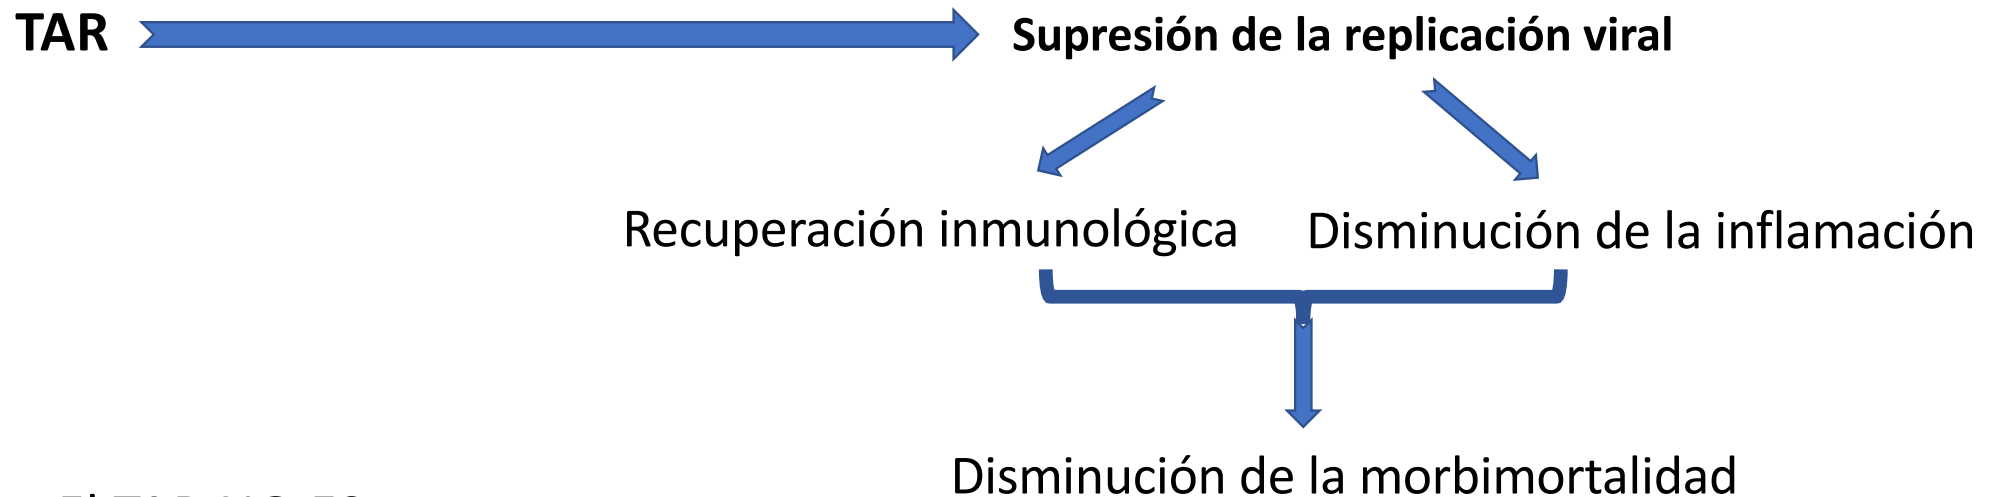 TAR
Supresión de la replicación viral
Recuperación inmunológica
Disminución de la inflamación
Disminución de la morbimortalidad